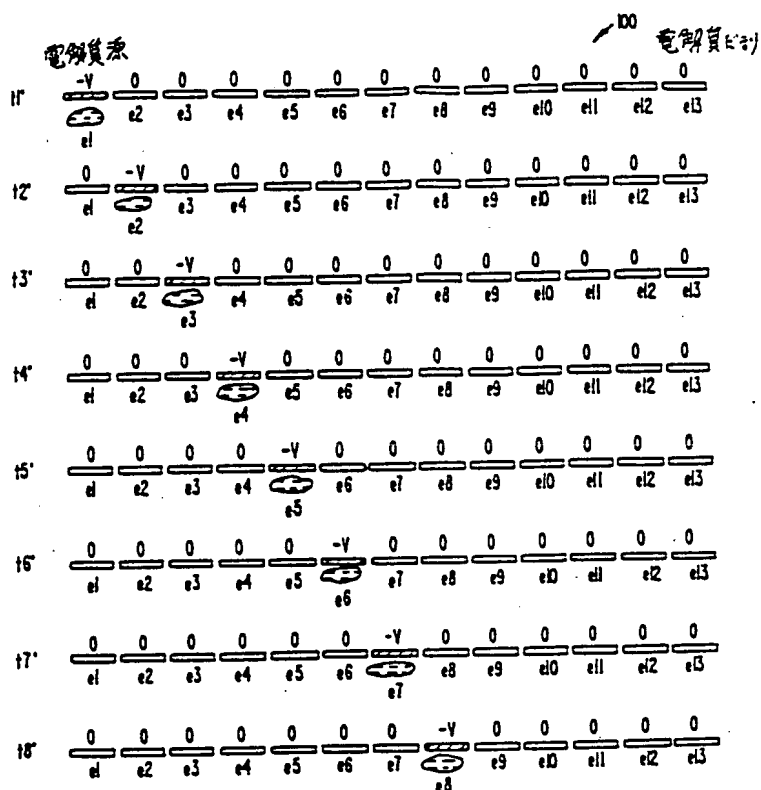 100
電解質源
電解質
-V 0 0 0 0 0 0 0 0 0 0 0 0
t1"
e2 e3 e4 e5 e6 e7 e8 e9 e10 e11 e12 e13
e1
0 -V 0 0 0 0 0 0 0 0 0 0 0
t2"
e1 e3 e4 e5 e6 e7 e8 e9 e10 e11 e12 e13
e2
0 0 -V 0 0 0 0 0 0 0 0 0 0
t3"
e1 e2 e4 e5 e6 e7 e8 e9 e10 e11 e12 e13
e3
0 0 0 -V 0 0 0 0 0 0 0 0 0
t4"
e1 e2 e3 e5 e6 e7 e8 e9 e10 e11 e12 e13
e4
0 0 0 0 -V 0 0 0 0 0 0 0 0
t5"
e1 e2 e3 e4 e6 e7 e8 e9 e10 e11 e12 e13
e5
0 0 0 0 0 -V 0 0 0 0 0 0 0
t6"
e1 e2 e3 e4 e5 e7 e8 e9 e10 e11 e12 e13
e6
0 0 0 0 0 0 -V 0 0 0 0 0 0
t7"
e1 e2 e3 e4 e5 e6 e8 e9 e10 e11 e12 e13
e7
0 0 0 0 0 0 0 -V 0 0 0 0 0
t8"
e1 e2 e3 e4 e5 e6 e7 e9 e10 e11 e12 e13
e8